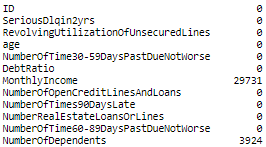 ID 0
SeriousDlqin2yrs 0
RevolvingUtilizationOfUnsecuredLines 0
age 0
NumberOfTime30-59DaysPastDueNotWorse 0
DebtRatio 0
MonthlyIncome 29731
NumberOfOpenCreditLinesAndLoans 0
NumberOfTimes90DaysLate 0
NumberRealEstateLoansOrLines 0
NumberOfTime60-89DaysPastDueNotWorse 0
NumberOfDependents 3924